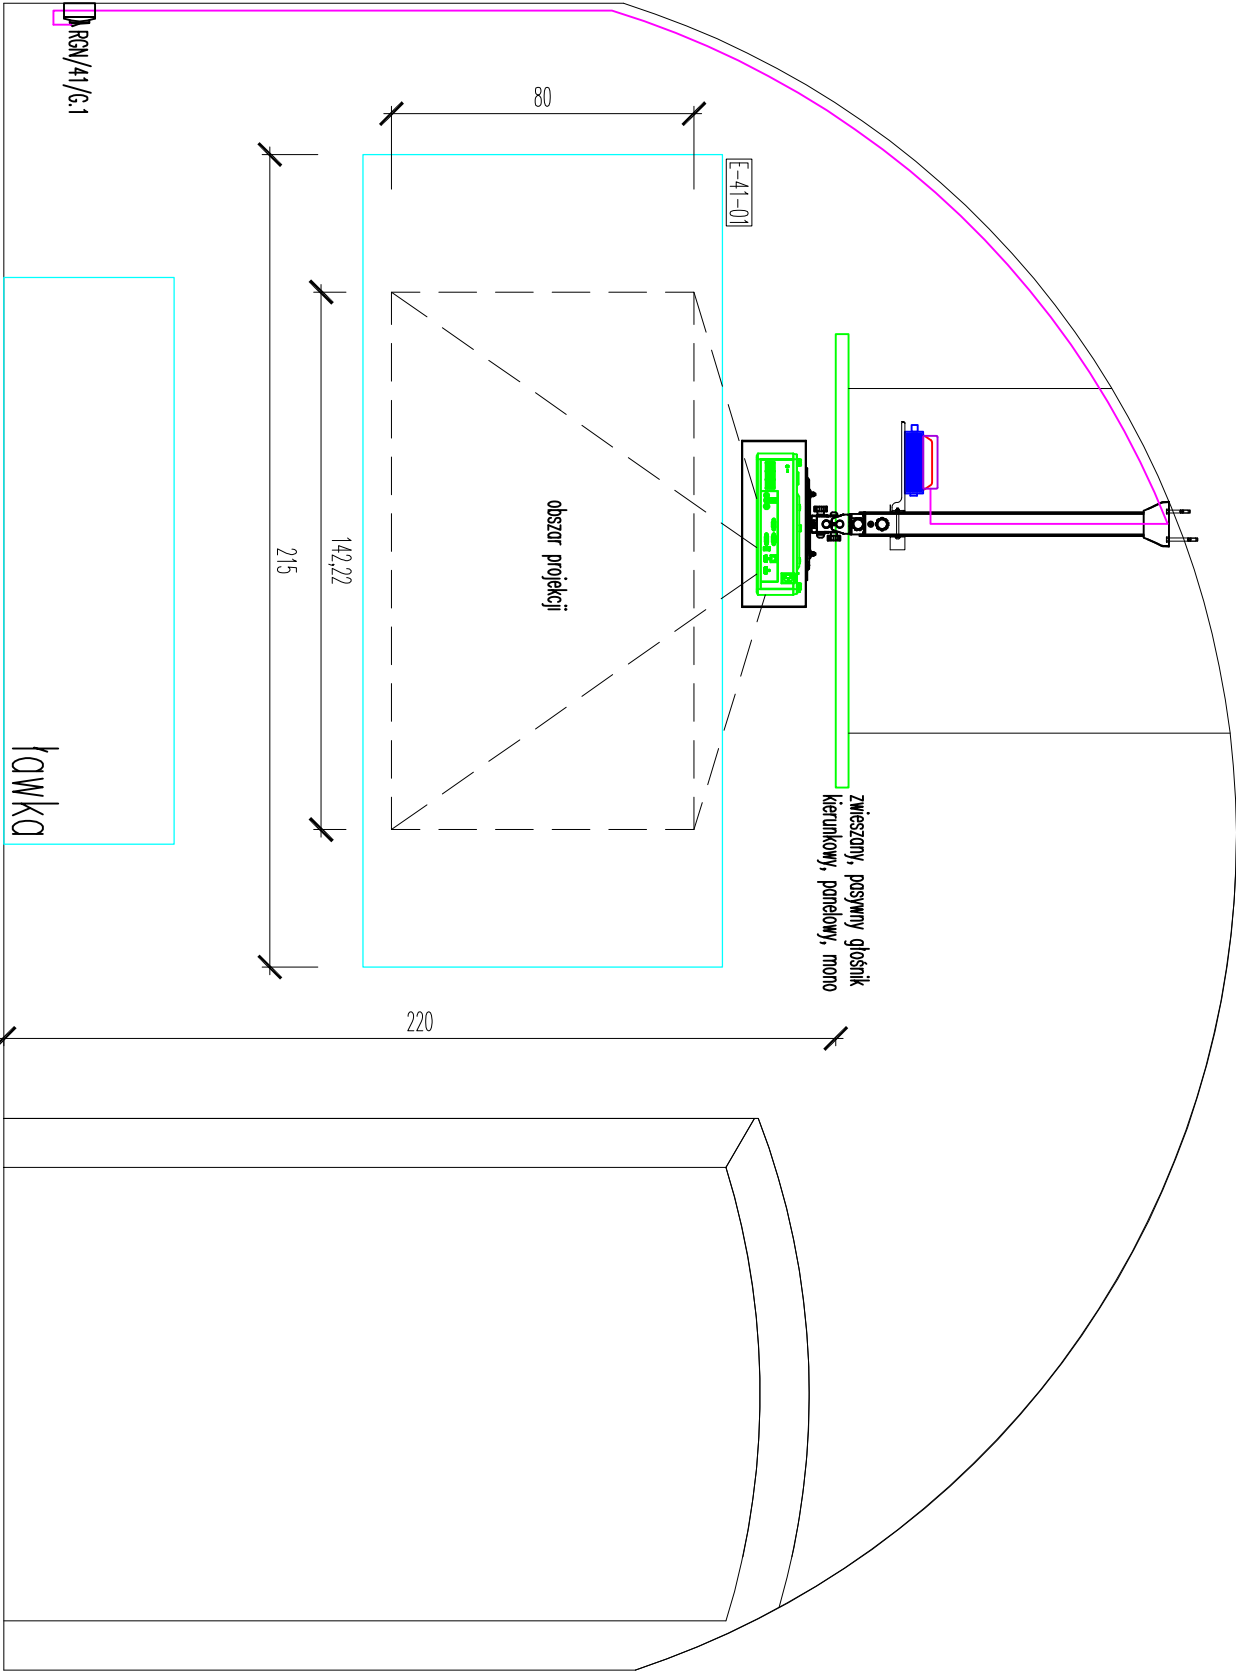 RGN/41/G.1
80
E-41-01
obszar projekcji
142,22
215
zwieszany, pasywny głośnik
kierunkowy, panelowy, mono
ławka
220